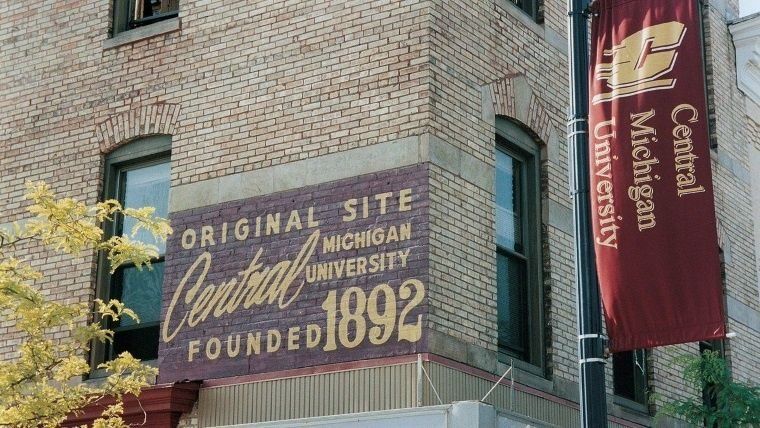 ORIGINAL SITE
Central MICHIGAN
UNIVERSITY
FOUNDED 1892
Central
Michigan
University